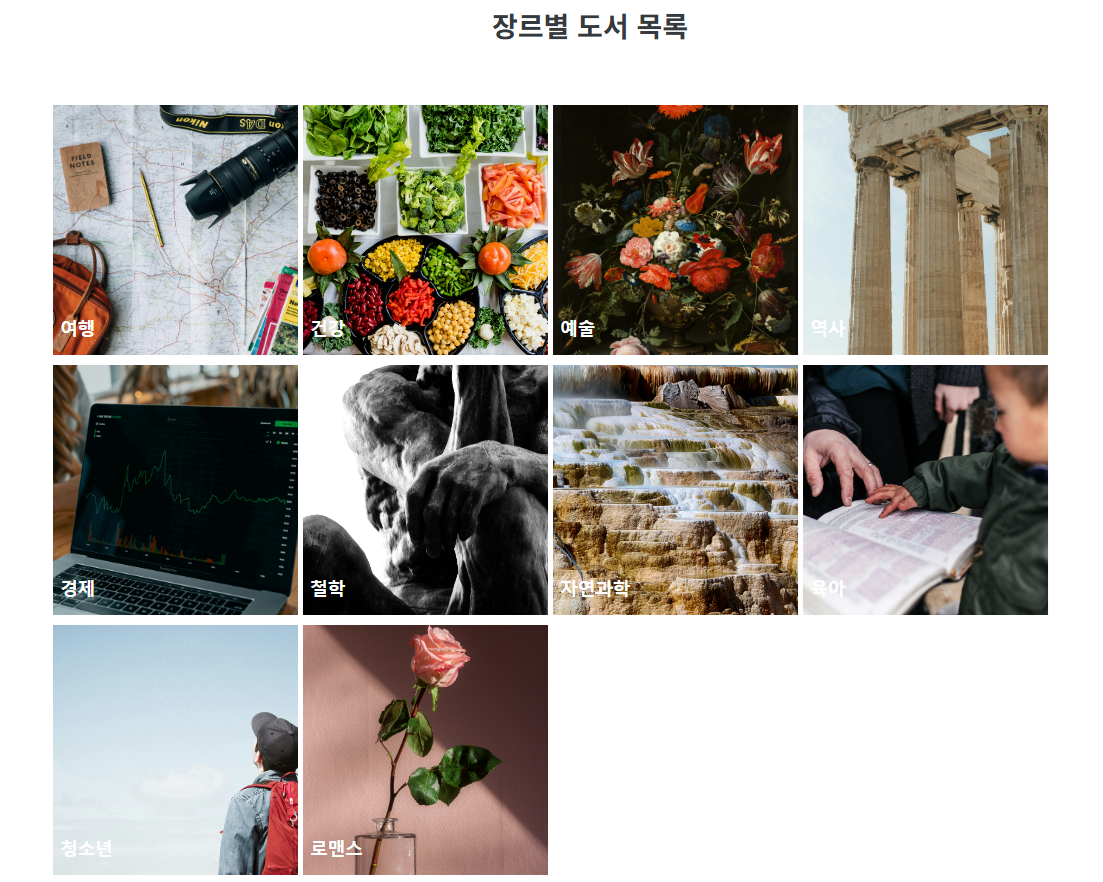 장르별 도서 목록
Nikon
D4s
FIELD
NOTES
여행
건강
예술
역사
경제
철학
자연과학
육아
청소년
로맨스